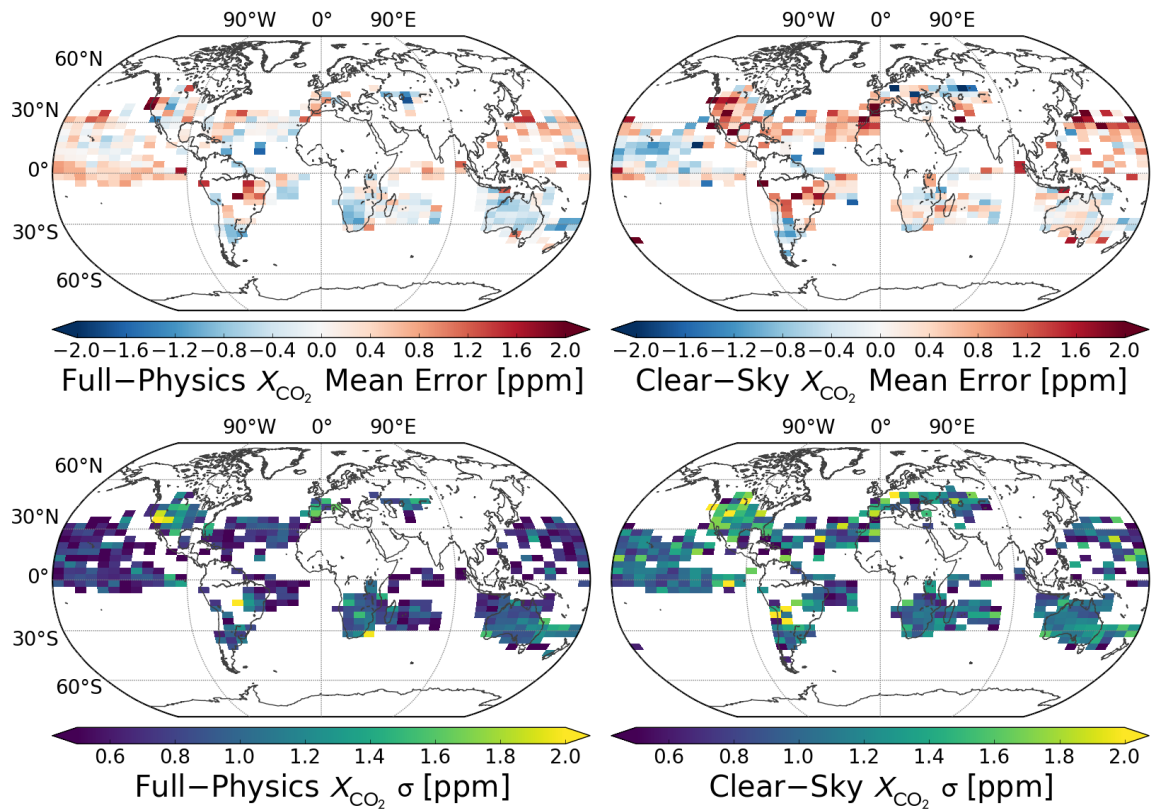 90°W 0° 90°E
60°N
30°N
0°
30°S
60°S
−2.0 −1.6 −1.2 −0.8 −0.4 0.0 0.4 0.8 1.2 1.6 2.0
Full−Physics XCO₂ Mean Error [ppm]
90°W 0° 90°E
−2.0 −1.6 −1.2 −0.8 −0.4 0.0 0.4 0.8 1.2 1.6 2.0
Clear−Sky XCO₂ Mean Error [ppm]
90°W 0° 90°E
60°N
30°N
0°
30°S
60°S
0.6 0.8 1.0 1.2 1.4 1.6 1.8 2.0
Full−Physics XCO₂ σ [ppm]
90°W 0° 90°E
0.6 0.8 1.0 1.2 1.4 1.6 1.8 2.0
Clear−Sky XCO₂ σ [ppm]